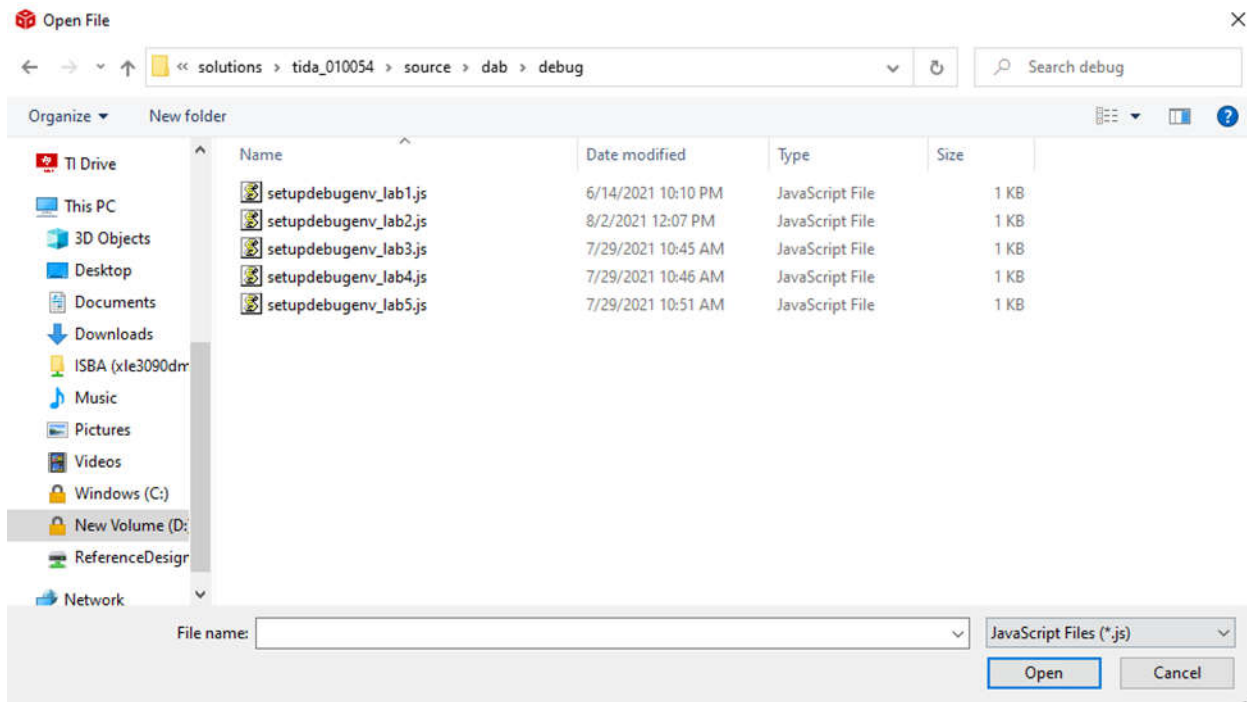 Open File
« solutions › tida_010054 › source › dab › debug
Search debug
Organize
New folder
Name Date modified Type Size
TI Drive
This PC
3D Objects
Desktop
Documents
Downloads
ISBA (xle3090dm
Music
Pictures
Videos
Windows (C:)
New Volume (D:
ReferenceDesign
Network
setupdebugenv_lab1.js 6/14/2021 10:10 PM JavaScript File 1 KB
setupdebugenv_lab2.js 8/2/2021 12:07 PM JavaScript File 1 KB
setupdebugenv_lab3.js 7/29/2021 10:45 AM JavaScript File 1 KB
setupdebugenv_lab4.js 7/29/2021 10:46 AM JavaScript File 1 KB
setupdebugenv_lab5.js 7/29/2021 10:51 AM JavaScript File 1 KB
File name:
JavaScript Files (*.js)
Open
Cancel